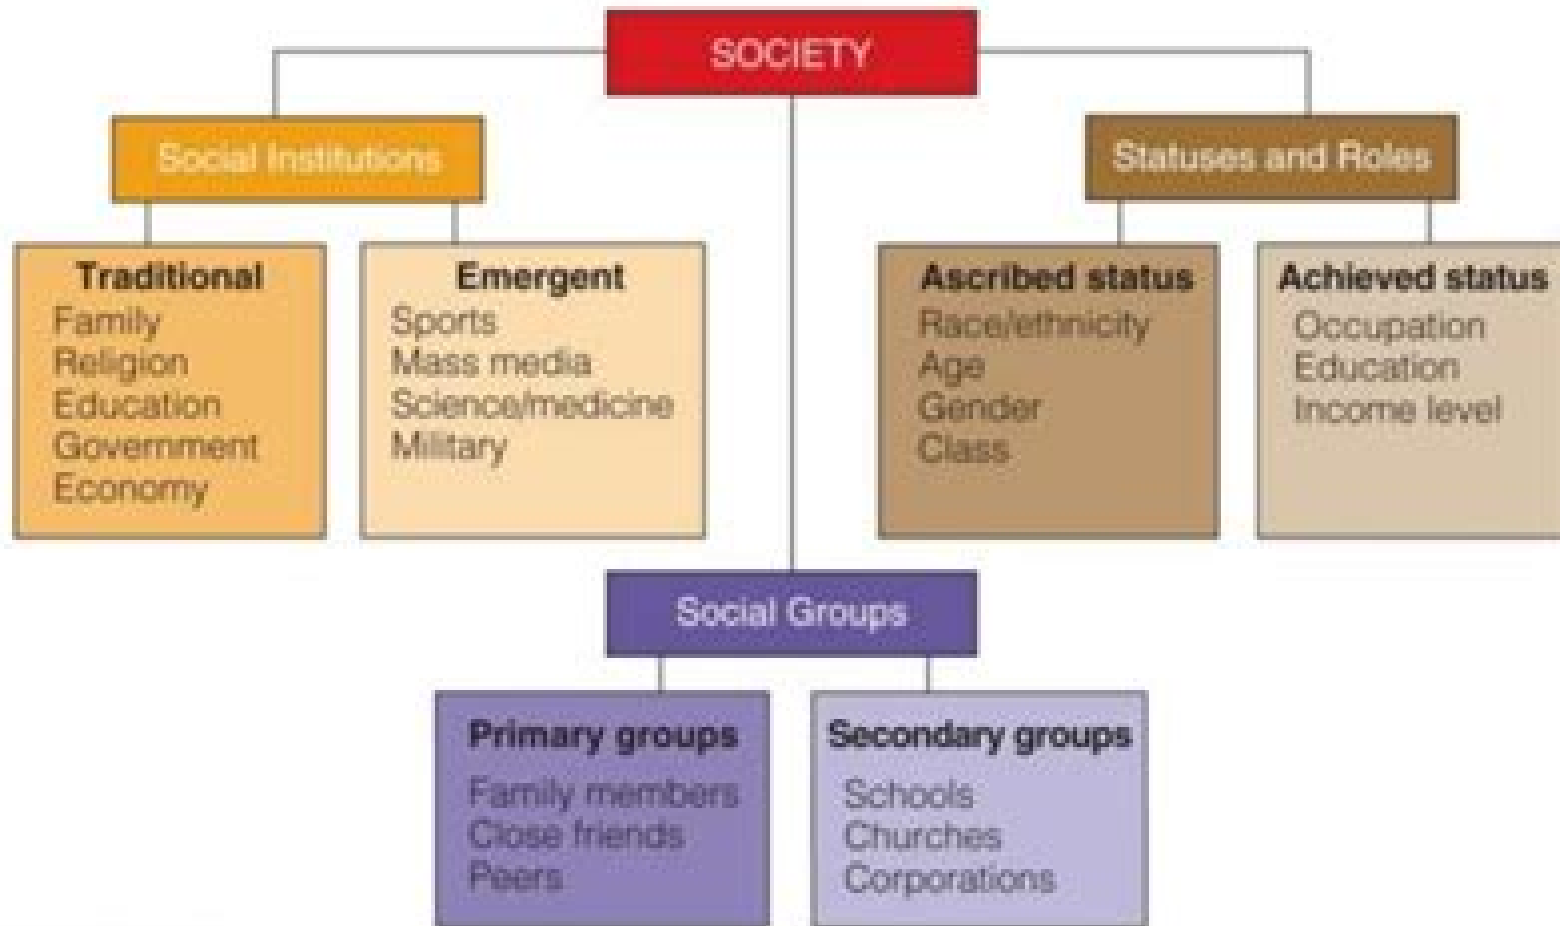 SOCIETY
Social Institutions
Statuses and Roles
Traditional
Family
Religion
Education
Government
Economy
Emergent
Sports
Mass media
Science/medicine
Military
Ascribed status
Race/ethnicity
Age
Gender
Class
Achieved status
Occupation
Education
Income level
Social Groups
Primary groups
Family members
Close friends
Peers
Secondary groups
Schools
Churches
Corporations